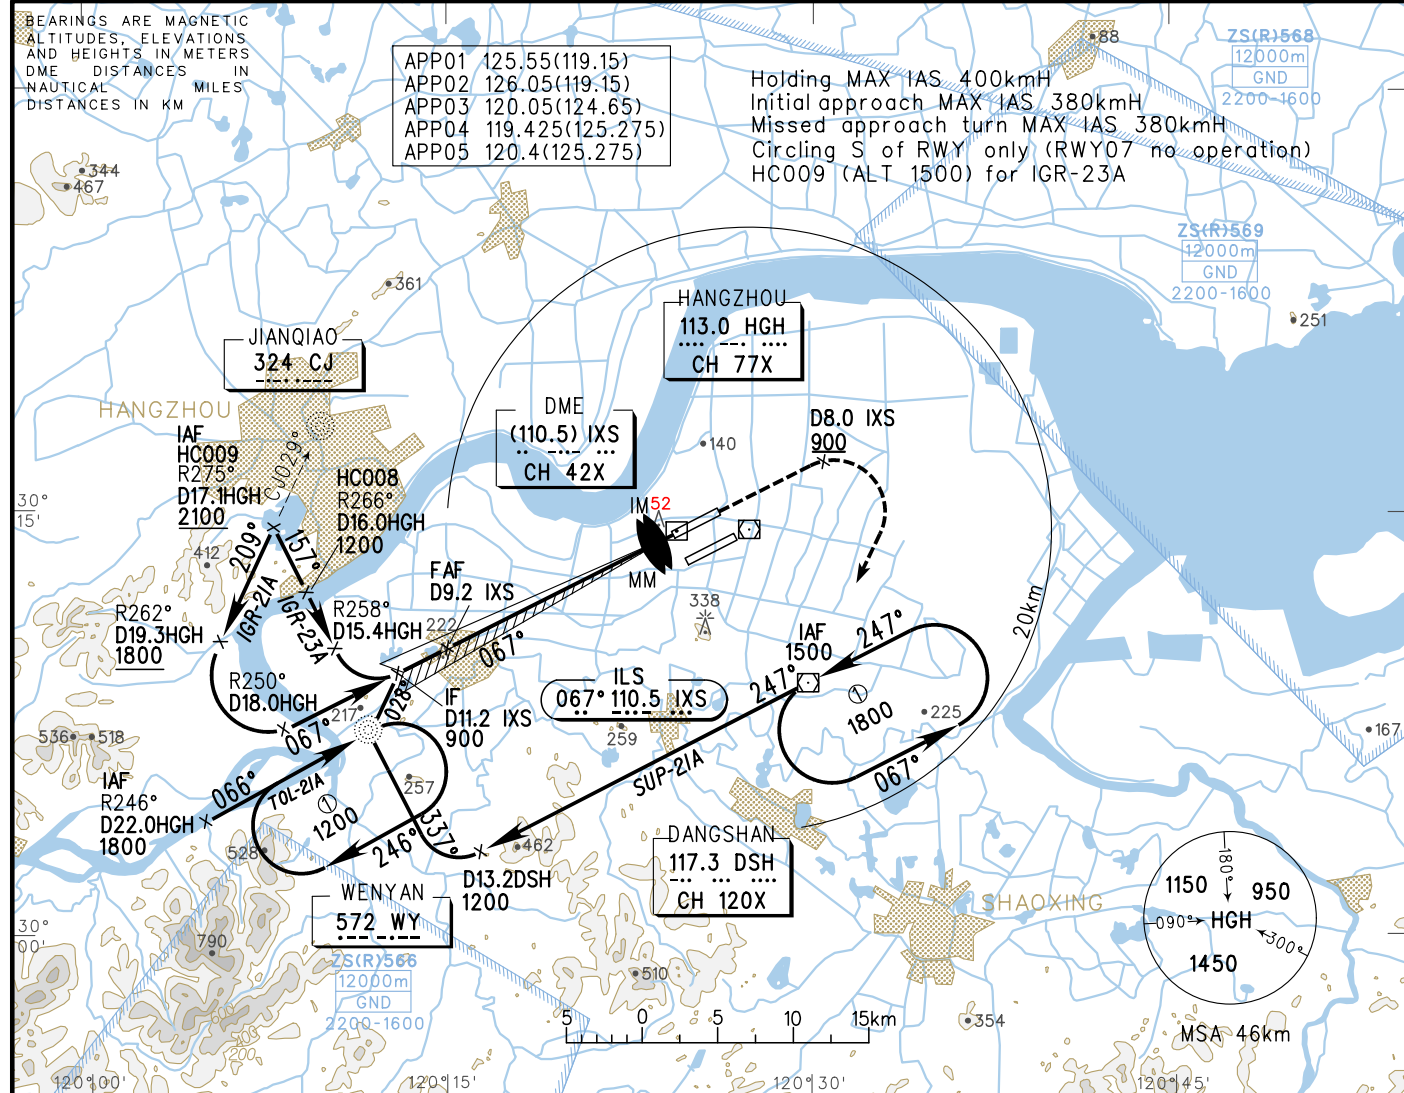 BEARINGS ARE MAGNETIC
ALTITUDES, ELEVATIONS
AND HEIGHTS IN METERS
DME DISTANCES IN
NAUTICAL MILES
DISTANCES IN KM
APP01 125.55(119.15)
APP02 126.05(119.15)
APP03 120.05(124.65)
APP04 119.425(125.275)
APP05 120.4(125.275)
Holding MAX IAS 400kmH
Initial approach MAX IAS 380kmH
Missed approach turn MAX IAS 380kmH
Circling S of RWY only (RWY07 no operation)
HC009 (ALT 1500) for IGR-23A
88
ZS(R)568
12000m
GND
2200-1600
344
467
361
ZS(R)569
12000m
GND
2200-1600
251
HANGZHOU
113.0 HGH
.... --. ....
CH 77X
JIANQIAO
324 CJ
-.-. .---
HANGZHOU
DME
(110.5) IXS
.. -..- ...
CH 42X
140
D8.0 IXS
900
IAF
HC009
R275°
D17.1HGH
2100
CJ029°
HC008
R266°
D16.0HGH
1200
30°
15'
IM
52
MM
412
209°
157°
IGR-21A
IGR-23A
FAF
D9.2 IXS
R262°
D19.3HGH
1800
R258°
D15.4HGH
222
067°
338
20km
IAF
1500
247°
247°
R250°
D18.0HGH
067°
217
028°
IF
D11.2 IXS
900
ILS
067° 110.5 IXS
.. -..- ...
259
1
1800
225
067°
167
536
518
IAF
R246°
D22.0HGH
1800
066°
TOL-21A
1
1200
257
246°
337°
SUP-21A
528
462
D13.2DSH
1200
DANGSHAN
117.3 DSH
-.. ... ....
CH 120X
WENYAN
572 WY
.-- -.--
SHAOXING
180°
1150
950
090°
HGH
300°
1450
MSA 46km
30°
00'
790
ZS(R)566
12000m
GND
2200-1600
510
354
600
400
200
5 0 5 10 15km
120°00'
120°15'
120°30'
120°45'